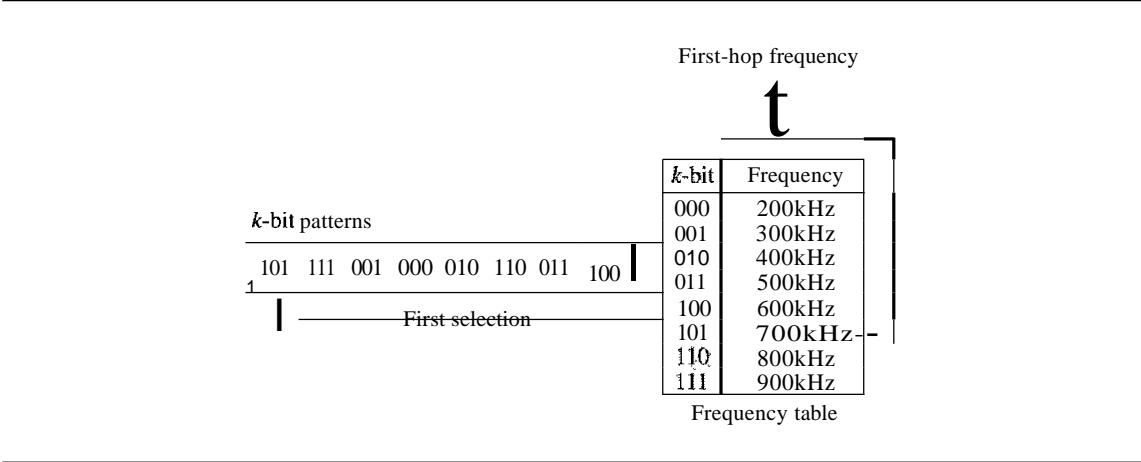 First-hop frequency
t
k-bit Frequency
000 200kHz
k-bit patterns
001 300kHz
101 111 001 000 010 110 011 100
010 400kHz
011 500kHz
1
100 600kHz
First selection
101 700kHz--
110 800kHz
111 900kHz
Frequency table